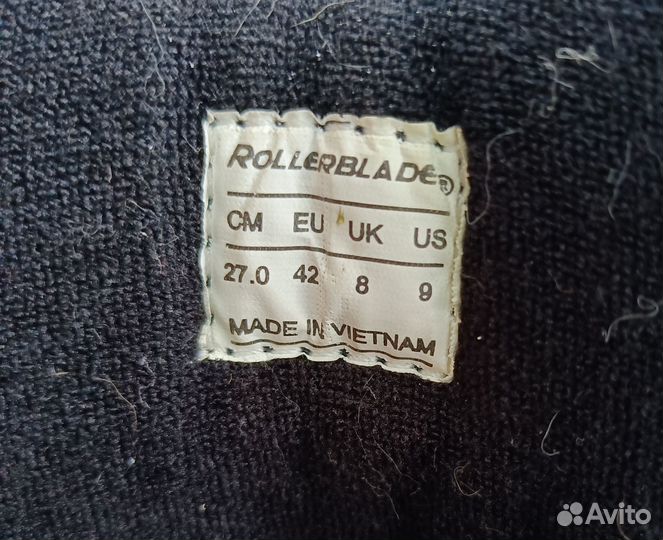 ROLLERBLADE®
CM EU UK US
27.0 42 8 9
MADE IN VIETNAM
Avito